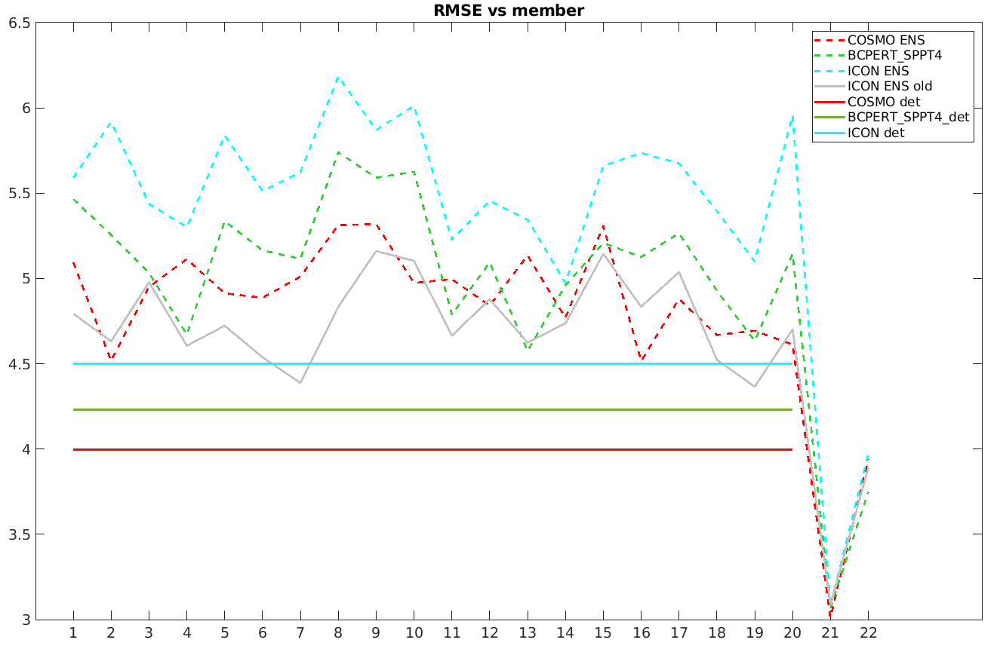 RMSE vs member
6.5
6
5.5
5
4.5
4
3.5
3
COSMO ENS
BCPERT_SPPT4
ICON ENS
ICON ENS old
COSMO det
BCPERT_SPPT4_det
ICON det
1 2 3 4 5 6 7 8 9 10 11 12 13 14 15 16 17 18 19 20 21 22